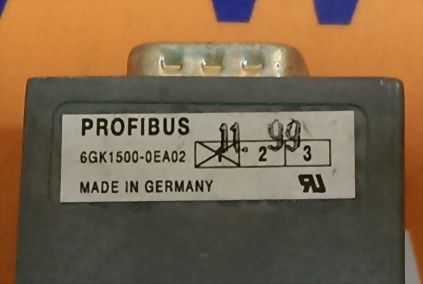 PROFIBUS
11.99
6GK1500-0EA02 X 2 3
MADE IN GERMANY